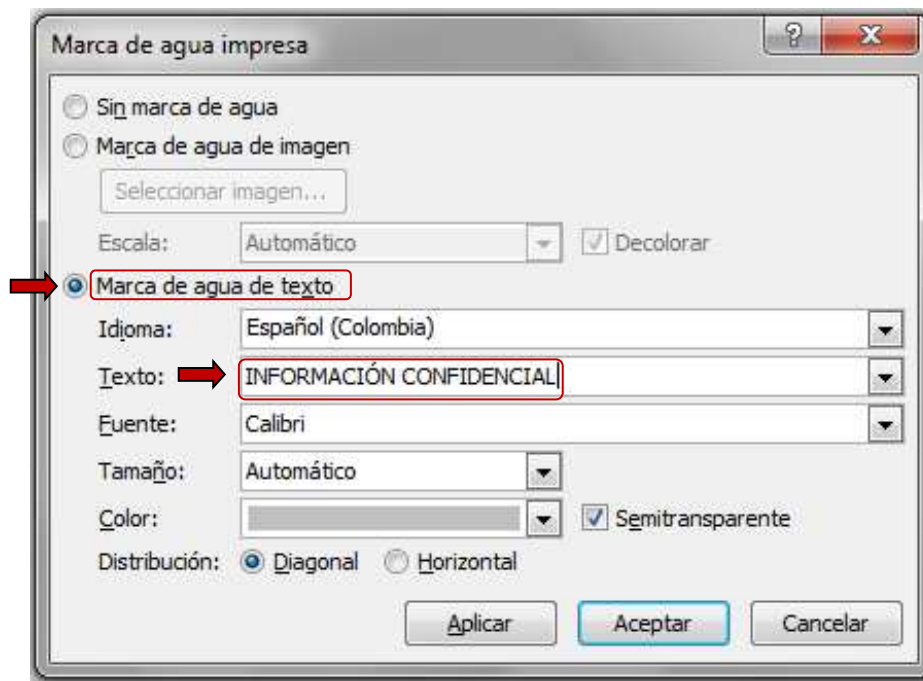 Marca de agua impresa
Sin marca de agua
Marca de agua de imagen
Seleccionar imagen...
Escala: Automático Decolorar
Marca de agua de texto
Idioma: Español (Colombia)
Texto: INFORMACIÓN CONFIDENCIAL
Fuente: Calibri
Tamaño: Automático
Color: Semitransparente
Distribución: Diagonal Horizontal
Aplicar Aceptar Cancelar